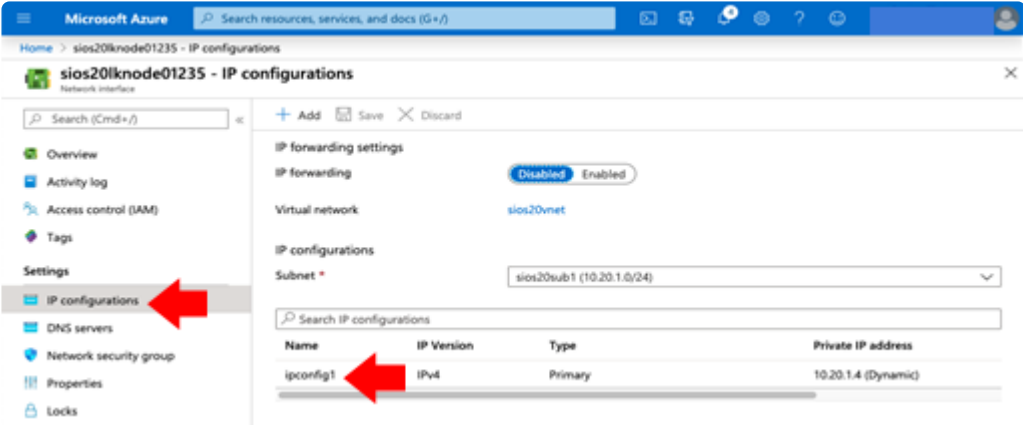 Microsoft Azure
Search resources, services, and docs (G+/)
4
?
Home > sios20lknode01235 - IP configurations
sios20lknode01235 - IP configurations
Network interface
Search (Cmd+/)
«
Overview
Activity log
Access control (IAM)
Tags
Settings
IP configurations
DNS servers
Network security group
Properties
Locks
Add
Save
Discard
IP forwarding settings
IP forwarding
Disabled Enabled
Virtual network
sios20vnet
IP configurations
Subnet *
sios20sub1 (10.20.1.0/24)
Search IP configurations
Name IP Version Type Private IP address
ipconfig1 IPv4 Primary 10.20.1.4 (Dynamic)